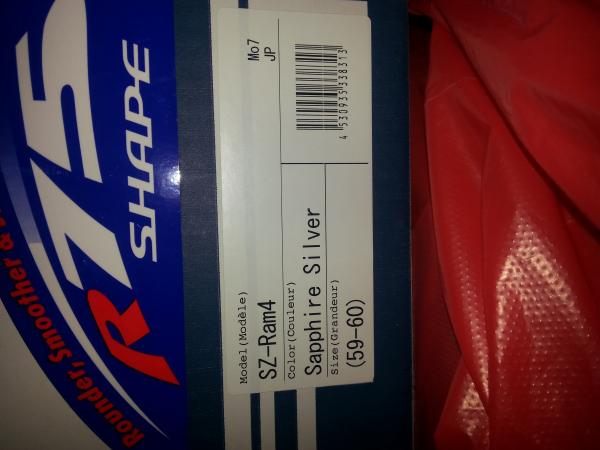 R75
SHAPE
Rounder, Smoother &
Model(Modèle)
SZ-Ram4
Mo7
JP
Color(Couleur)
Sapphire Silver
Size(Grandeur)
(59-60)
4 530935 338313